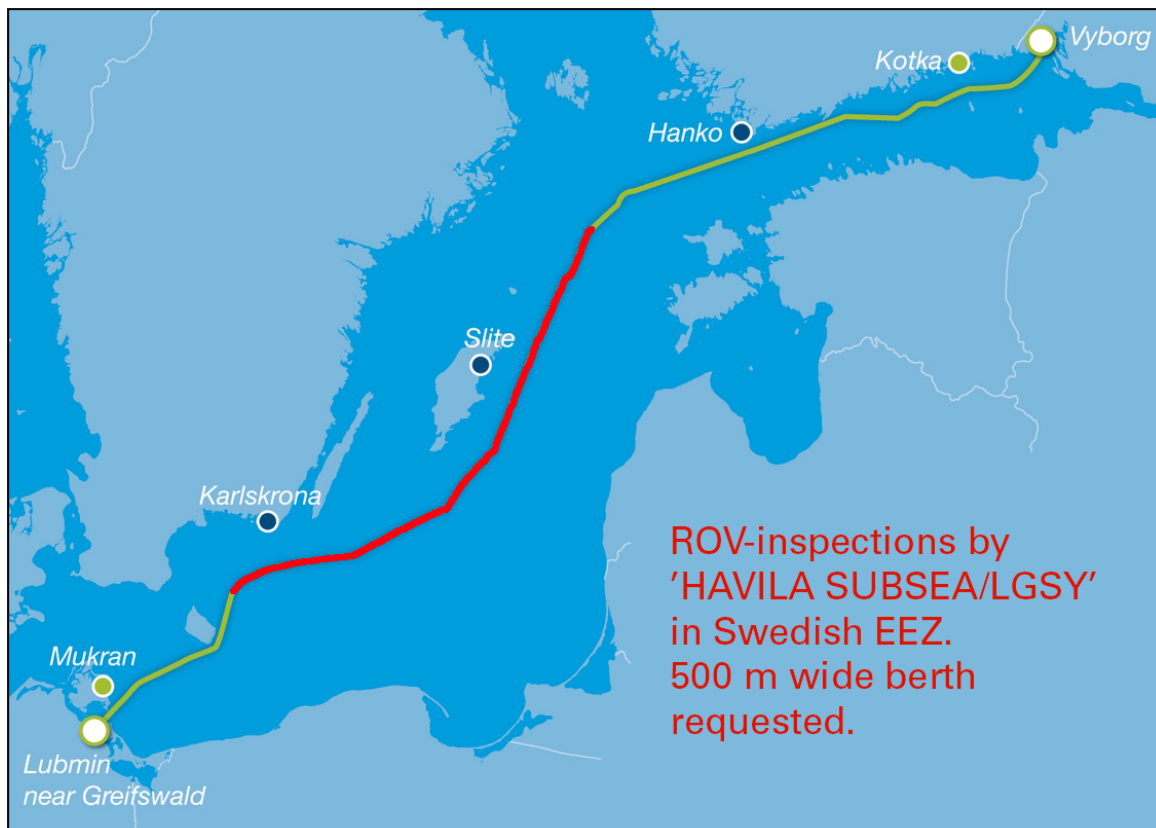 Vyborg
Kotka
Hanko
Slite
Karlskrona
ROV-inspections by
’HAVILA SUBSEA/LGSY’
in Swedish EEZ.
500 m wide berth
requested.
Mukran
Lubmin
near Greifswald